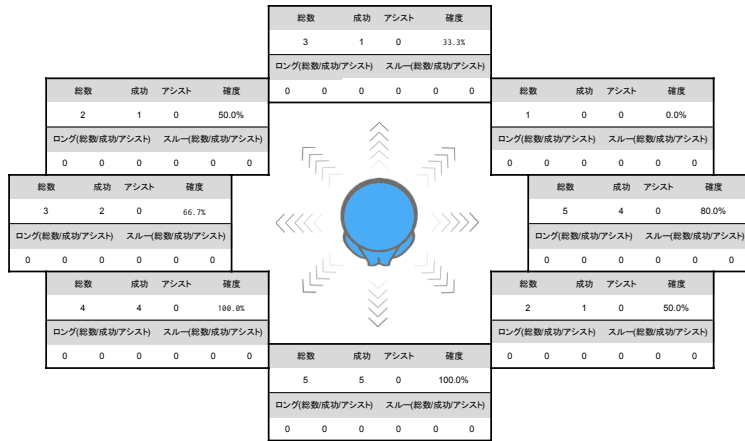 総数 成功 アシスト 確度
3 1 0 33.3%
ロング(総数/成功/アシスト) スルー(総数/成功/アシスト)
0 0 0 0 0 0
総数 成功 アシスト 確度
2 1 0 50.0%
ロング(総数/成功/アシスト) スルー(総数/成功/アシスト)
0 0 0 0 0 0
総数 成功 アシスト 確度
1 0 0 0.0%
ロング(総数/成功/アシスト) スルー(総数/成功/アシスト)
0 0 0 0 0 0
総数 成功 アシスト 確度
3 2 0 66.7%
ロング(総数/成功/アシスト) スルー(総数/成功/アシスト)
0 0 0 0 0 0
総数 成功 アシスト 確度
5 4 0 80.0%
ロング(総数/成功/アシスト) スルー(総数/成功/アシスト)
0 0 0 0 0 0
総数 成功 アシスト 確度
4 4 0 100.0%
ロング(総数/成功/アシスト) スルー(総数/成功/アシスト)
0 0 0 0 0 0
総数 成功 アシスト 確度
2 1 0 50.0%
ロング(総数/成功/アシスト) スルー(総数/成功/アシスト)
0 0 0 0 0 0
総数 成功 アシスト 確度
5 5 0 100.0%
ロング(総数/成功/アシスト) スルー(総数/成功/アシスト)
0 0 0 0 0 0